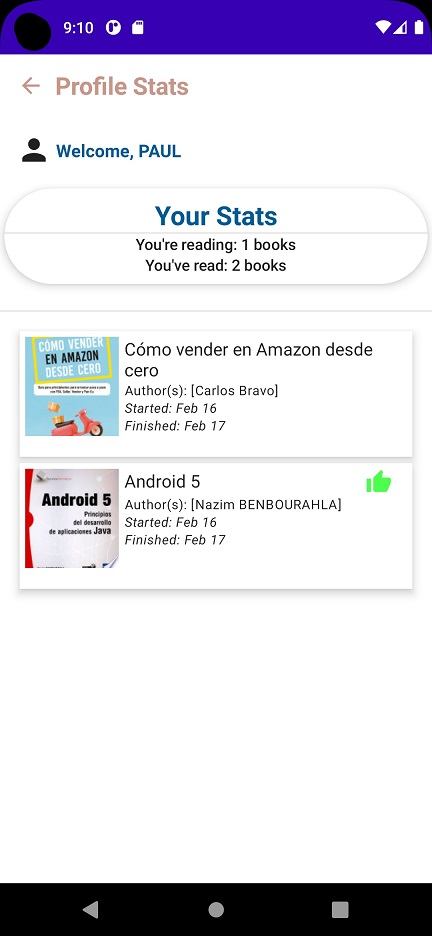 9:10
Profile Stats
Welcome, PAUL
Your Stats
You're reading: 1 books
You've read: 2 books
CÓMO VENDER
EN AMAZON
DESDE CERO
Cómo vender en Amazon desde
cero
Author(s): [Carlos Bravo]
Started: Feb 16
Finished: Feb 17
Android 5
Principios
del desarrollo
de aplicaciones Java
Android 5
Author(s): [Nazim BENBOURAHLA]
Started: Feb 16
Finished: Feb 17